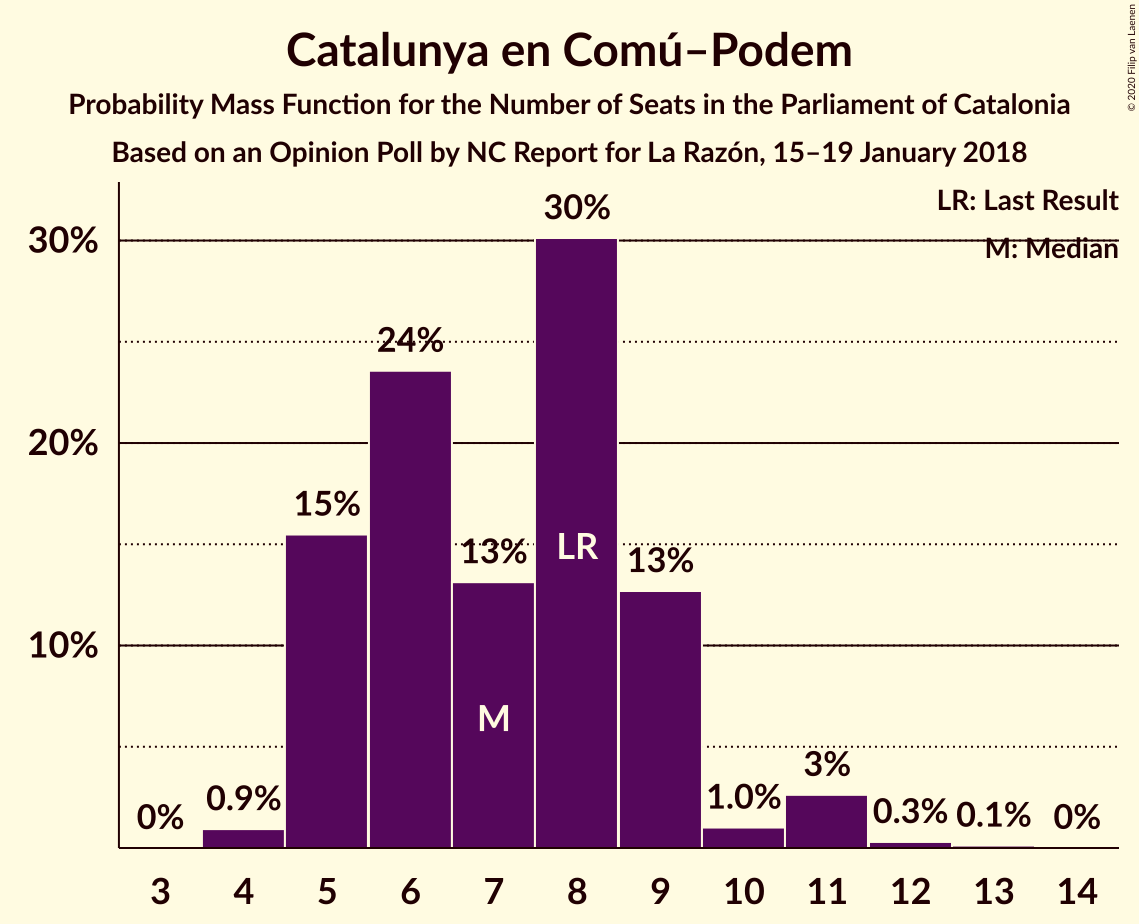 Catalunya en Comú–Podem
Probability Mass Function for the Number of Seats in the Parliament of Catalonia
Based on an Opinion Poll by NC Report for La Razón, 15–19 January 2018
© 2020 Filip van Laenen
LR: Last Result
M: Median
30%
20%
10%
0%
0.9%
15%
24%
13%
30%
13%
1.0%
3%
0.3%
0.1%
0%
LR
M
3 4 5 6 7 8 9 10 11 12 13 14